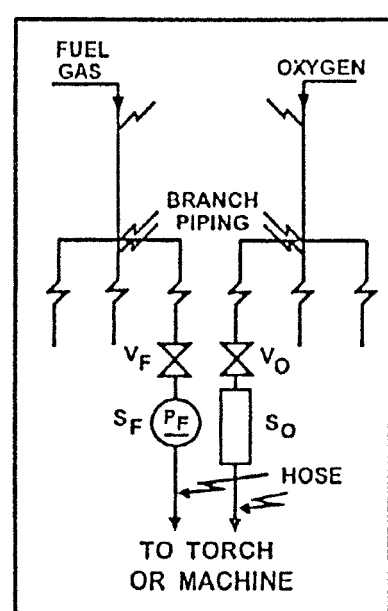 FUEL
GAS
OXYGEN
BRANCH
PIPING
VF
VO
SF
PF
SO
HOSE
TO TORCH
OR MACHINE